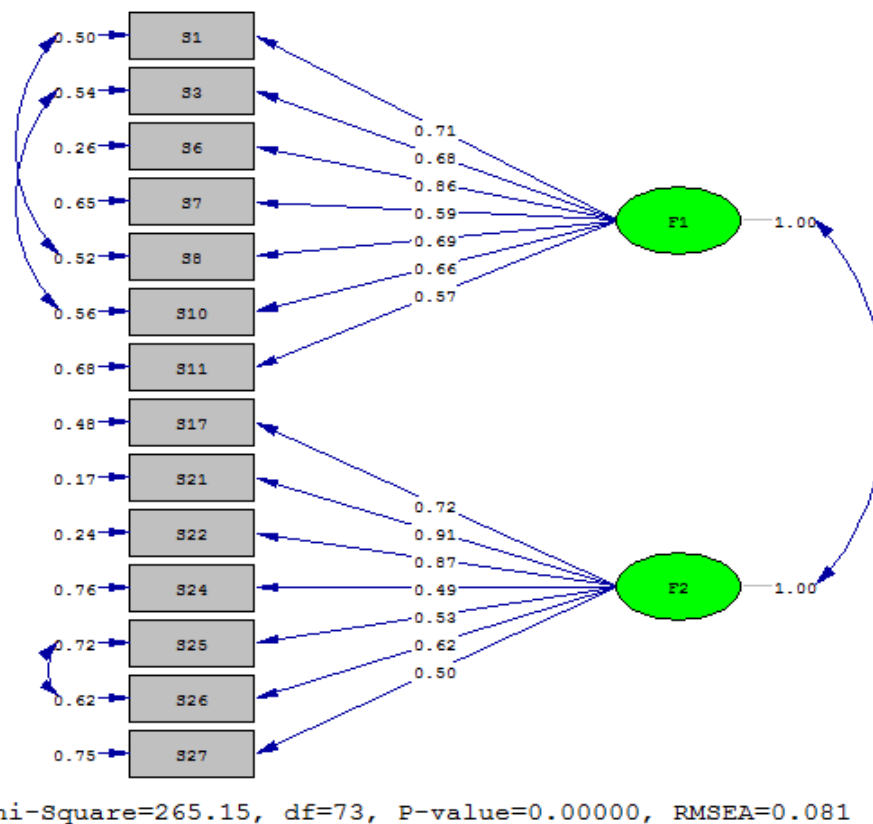 0.50 S1
0.54 S3
0.26 S6
0.65 S7
0.52 S8
0.56 S10
0.68 S11
0.48 S17
0.17 S21
0.24 S22
0.76 S24
0.72 S25
0.62 S26
0.75 S27
0.71
0.68
0.86
0.59
0.69
0.66
0.57
F1 1.00
0.72
0.91
0.87
0.49
0.53
0.62
0.50
F2 1.00
hi-Square=265.15, df=73, P-value=0.00000, RMSEA=0.081